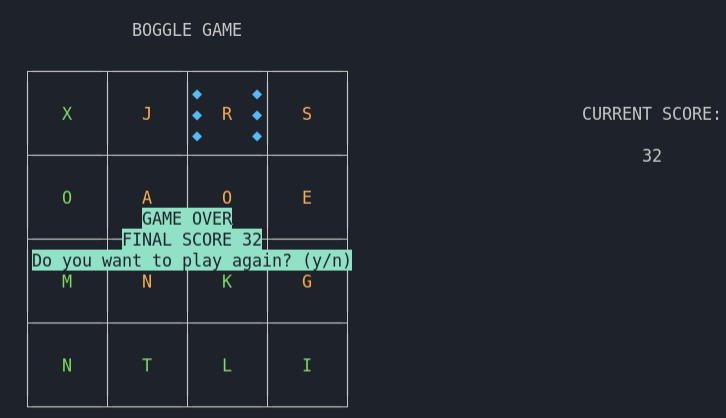 BOGGLE GAME
X J R S
CURRENT SCORE:
32
O A O E
GAME OVER
FINAL SCORE 32
Do you want to play again? (y/n)
M N K G
N T L I